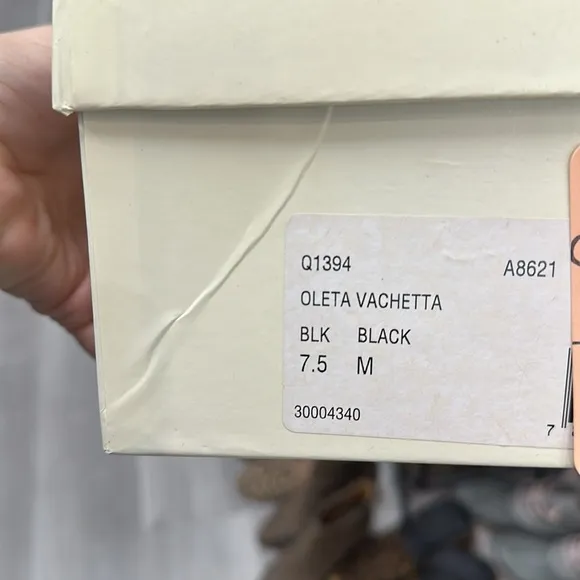 Q1394 A8621
OLETA VACHETTA
BLK BLACK
7.5 M
30004340
7